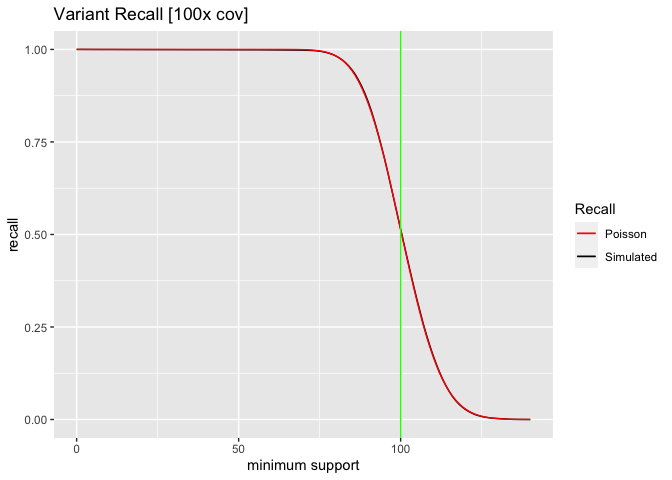 Variant Recall [100x cov]
1.00
0.75
0.50
0.25
0.00
recall
0
50
100
minimum support
Recall
Poisson
Simulated